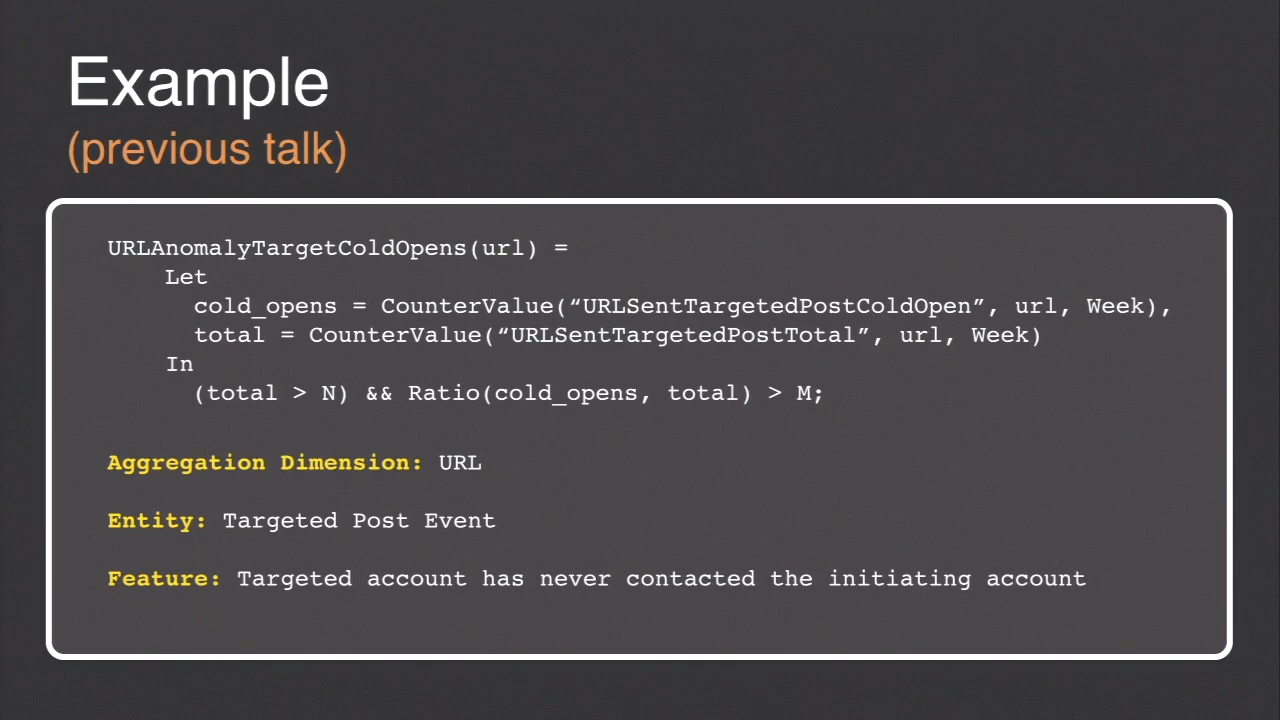 Example
(previous talk)
URLAnomalyTargetColdOpens(url) =
Let
cold_opens = CounterValue(“URLSentTargetedPostColdOpen”, url, Week),
total = CounterValue(“URLSentTargetedPostTotal”, url, Week)
In
(total > N) && Ratio(cold_opens, total) > M;
Aggregation Dimension: URL
Entity: Targeted Post Event
Feature: Targeted account has never contacted the initiating account